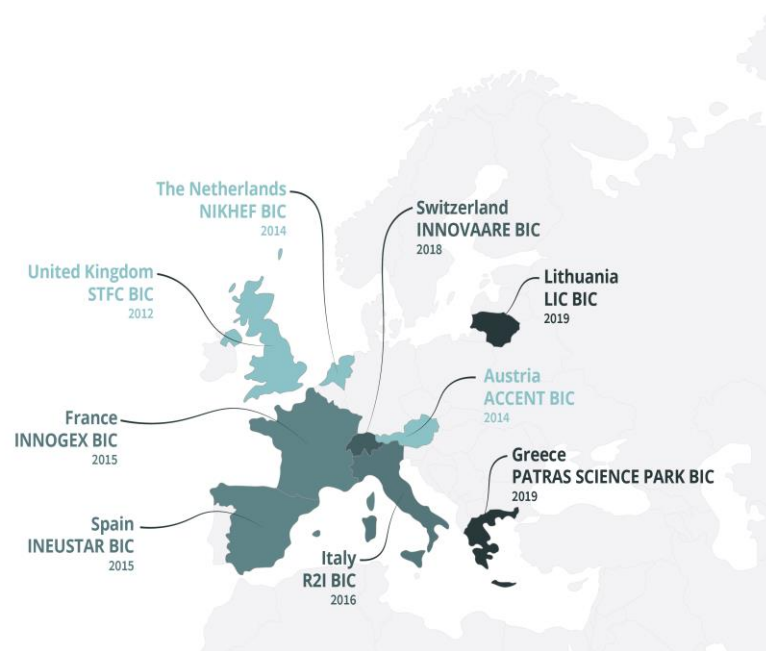 The Netherlands
NIKHEF BIC
2014
Switzerland
INNOVAARE BIC
2018
United Kingdom
STFC BIC
2012
Lithuania
LIC BIC
2019
Austria
ACCENT BIC
2014
France
INNOGEX BIC
2015
Greece
PATRAS SCIENCE PARK BIC
2019
Spain
INEUSTAR BIC
2015
Italy
R2I BIC
2016